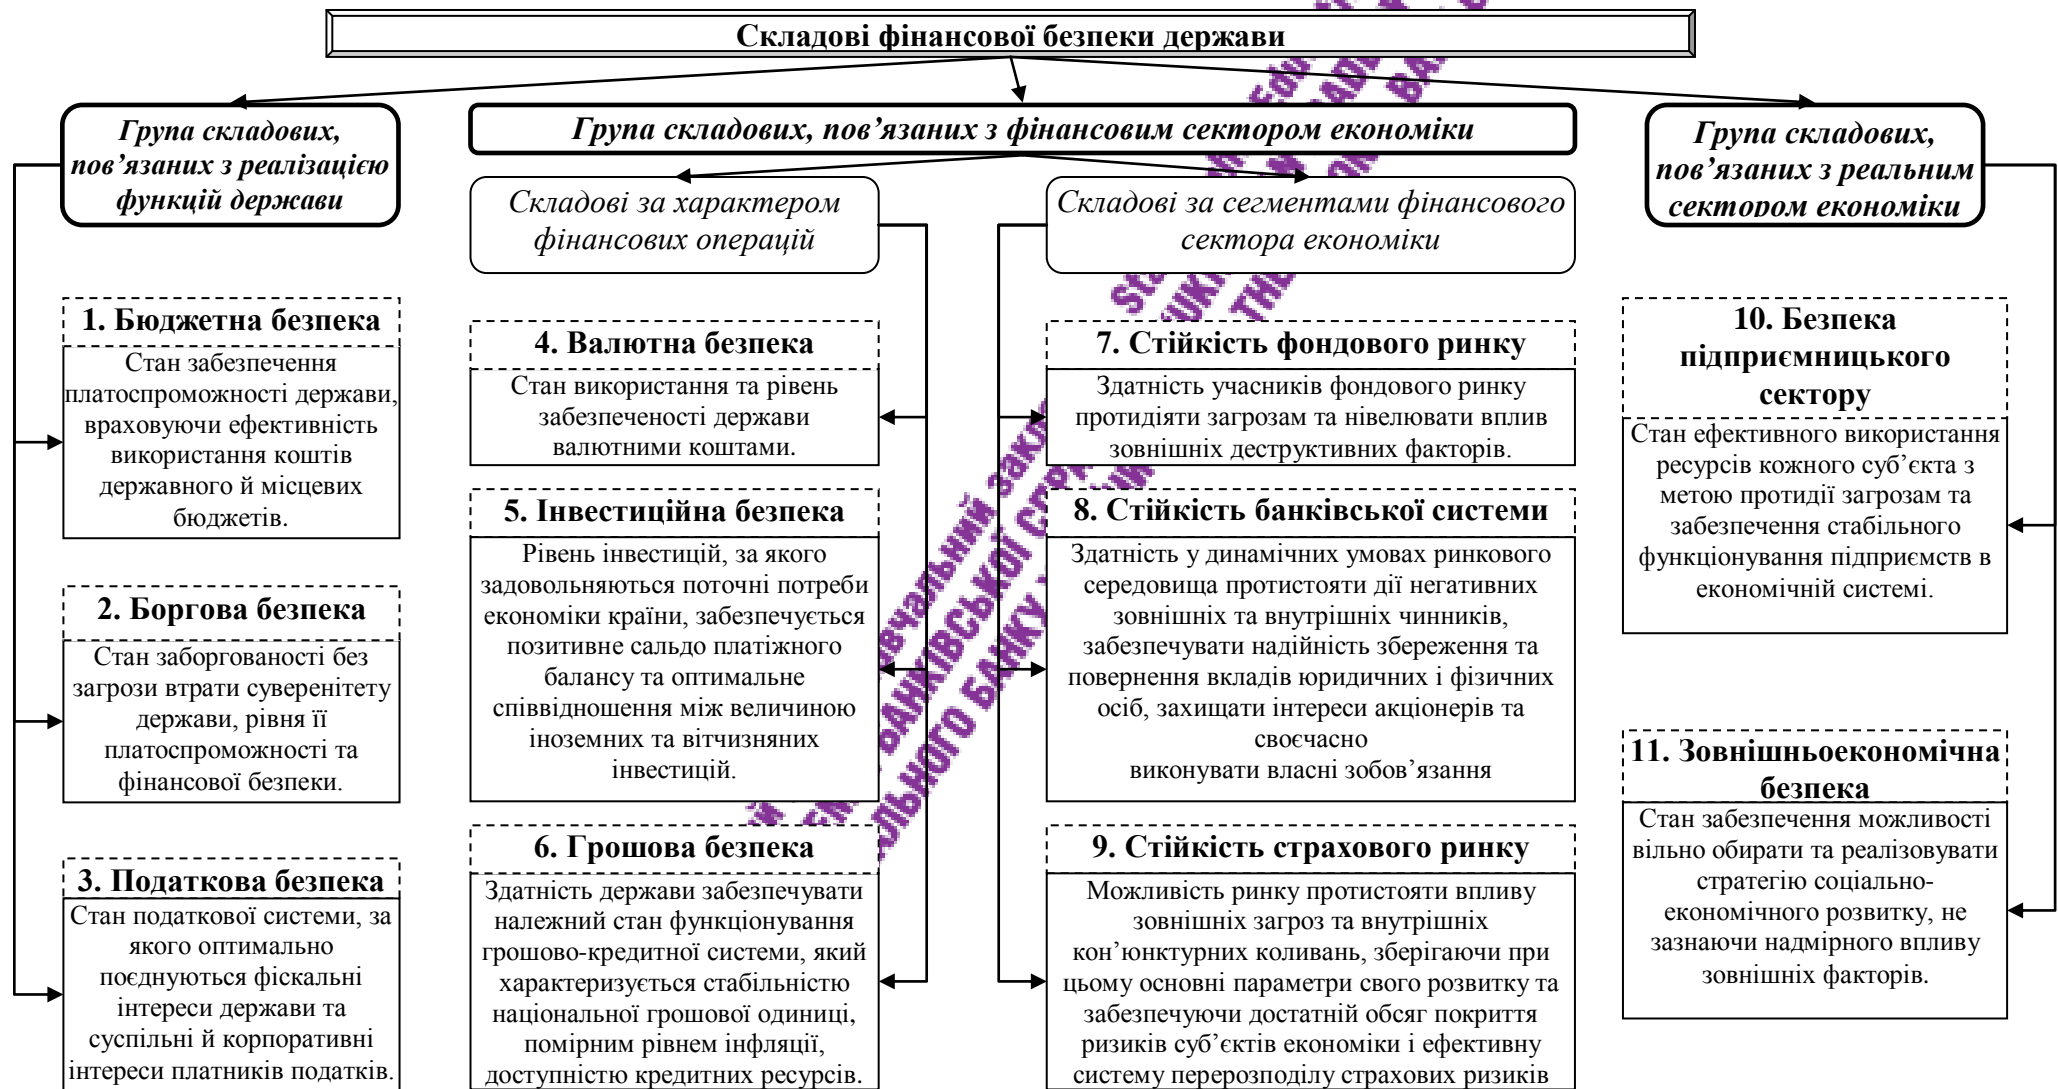 Складові фінансової безпеки держави
Група складових,
пов’язаних з реалізацією
функцій держави
Група складових, пов’язаних з фінансовим сектором економіки
Група складових,
пов’язаних з реальним
сектором економіки
Складові за характером
фінансових операцій
Складові за сегментами фінансового
сектора економіки
1. Бюджетна безпека
Стан забезпечення
платоспроможності держави,
враховуючи ефективність
використання коштів
державного й місцевих
бюджетів.
2. Боргова безпека
Стан заборгованості без
загрози втрати суверенітету
держави, рівня її
платоспроможності та
фінансової безпеки.
3. Податкова безпека
Стан податкової системи, за
якого оптимально
поєднуються фіскальні
інтереси держави та
суспільні й корпоративні
інтереси платників податків.
4. Валютна безпека
Стан використання та рівень
забезпеченості держави
валютними коштами.
5. Інвестиційна безпека
Рівень інвестицій, за якого
задовольняються поточні потреби
економіки країни, забезпечується
позитивне сальдо платіжного
балансу та оптимальне
співвідношення між величиною
іноземних та вітчизняних
інвестицій.
6. Грошова безпека
Здатність держави забезпечувати
належний стан функціонування
грошово-кредитної системи, який
характеризується стабільністю
національної грошової одиниці,
помірним рівнем інфляції,
доступністю кредитних ресурсів.
7. Стійкість фондового ринку
Здатність учасників фондового ринку
протидіяти загрозам та нівелювати вплив
зовнішніх деструктивних факторів.
8. Стійкість банківської системи
Здатність у динамічних умовах ринкового
середовища протистояти дії негативних
зовнішніх та внутрішніх чинників,
забезпечувати надійність збереження та
повернення вкладів юридичних і фізичних
осіб, захищати інтереси акціонерів та
своєчасно
виконувати власні зобов’язання
9. Стійкість страхового ринку
Можливість ринку протистояти впливу
зовнішніх загроз та внутрішніх
кон’юнктурних коливань, зберігаючи при
цьому основні параметри свого розвитку та
забезпечуючи достатній обсяг покриття
ризиків суб’єктів економіки і ефективну
систему перерозподілу страхових ризиків
10. Безпека
підприємницького
сектору
Стан ефективного використання
ресурсів кожного суб’єкта з
метою протидії загрозам та
забезпечення стабільного
функціонування підприємств в
економічній системі.
11. Зовнішньоекономічна
безпека
Стан забезпечення можливості
вільно обирати та реалізовувати
стратегію соціально-
економічного розвитку, не
зазнаючи надмірного впливу
зовнішніх факторів.